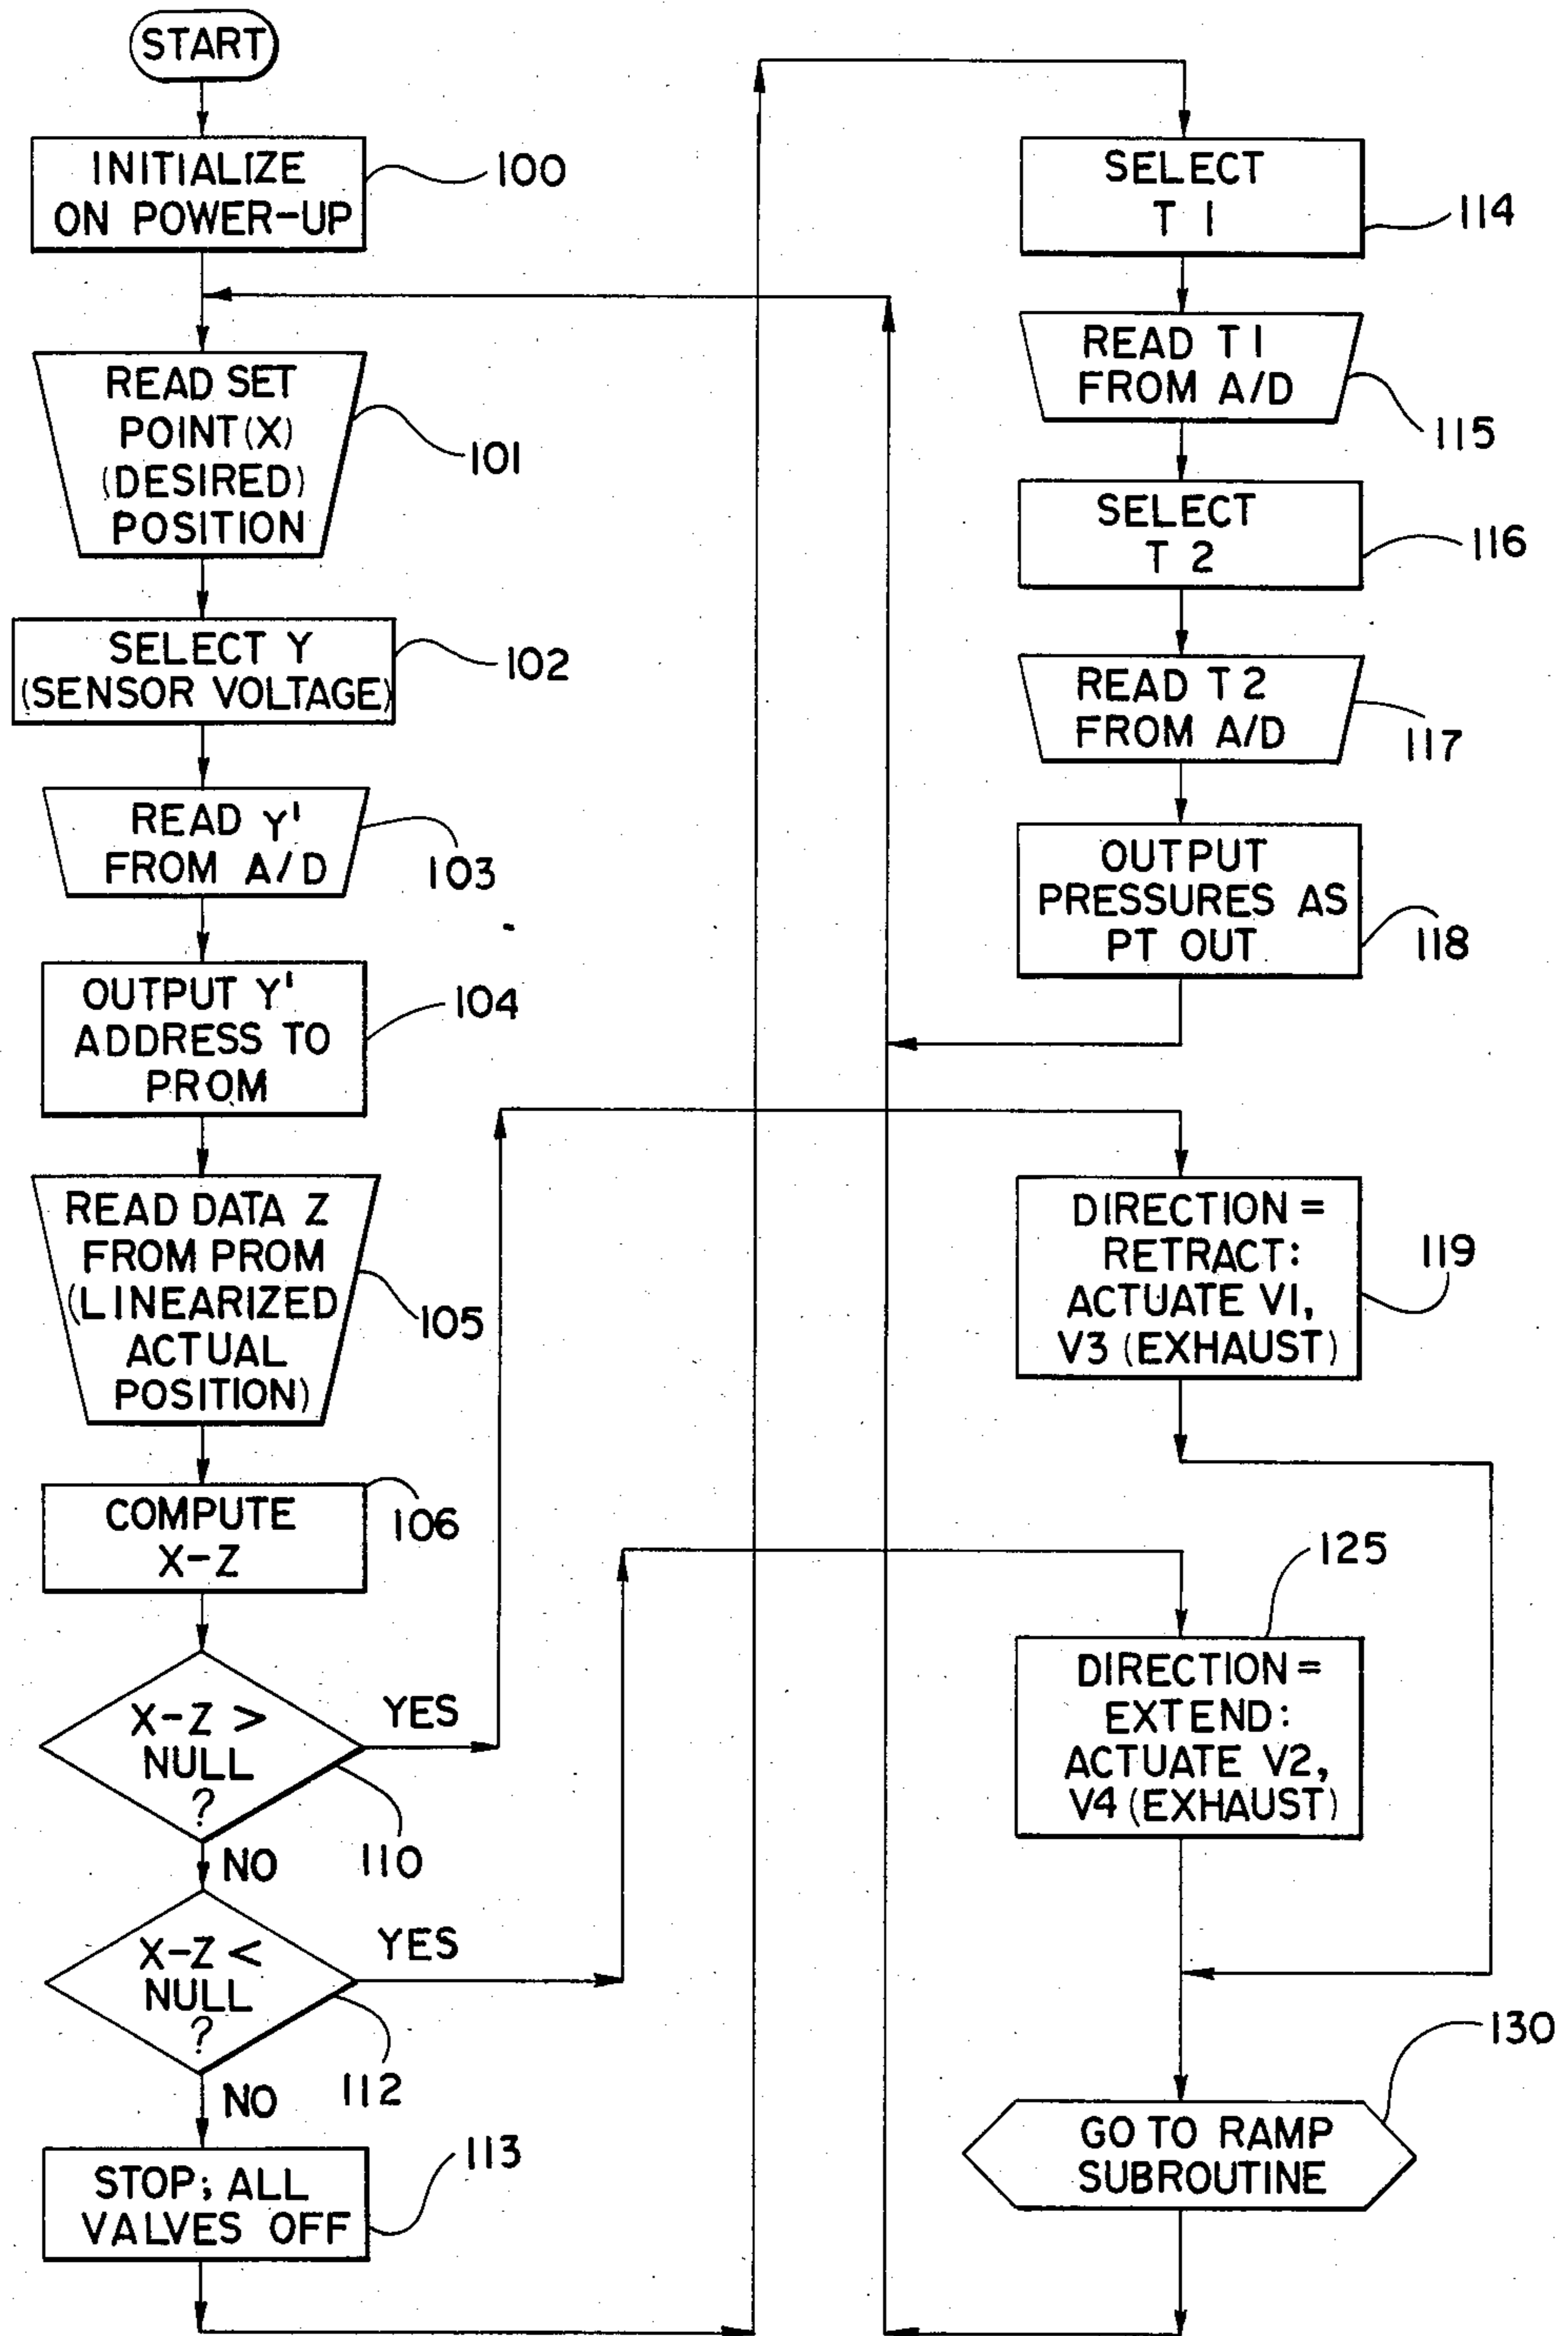 START
INITIALIZE
ON POWER-UP
100
READ SET
POINT (X)
(DESIRED)
POSITION
101
SELECT Y
(SENSOR VOLTAGE)
102
READ Y'
FROM A/D
103
OUTPUT Y'
ADDRESS TO
PROM
104
READ DATA Z
FROM PROM
(LINEARIZED
ACTUAL
POSITION)
105
COMPUTE
X-Z
106
X-Z >
NULL
?
YES
110
NO
X-Z <
NULL
?
YES
112
NO
STOP; ALL
VALVES OFF
113
SELECT
T 1
114
READ T1
FROM A/D
115
SELECT
T 2
116
READ T2
FROM A/D
117
OUTPUT
PRESSURES AS
PT OUT
118
DIRECTION =
RETRACT:
ACTUATE V1,
V3 (EXHAUST)
119
125
DIRECTION =
EXTEND:
ACTUATE V2,
V4 (EXHAUST)
130
GO TO RAMP
SUBROUTINE